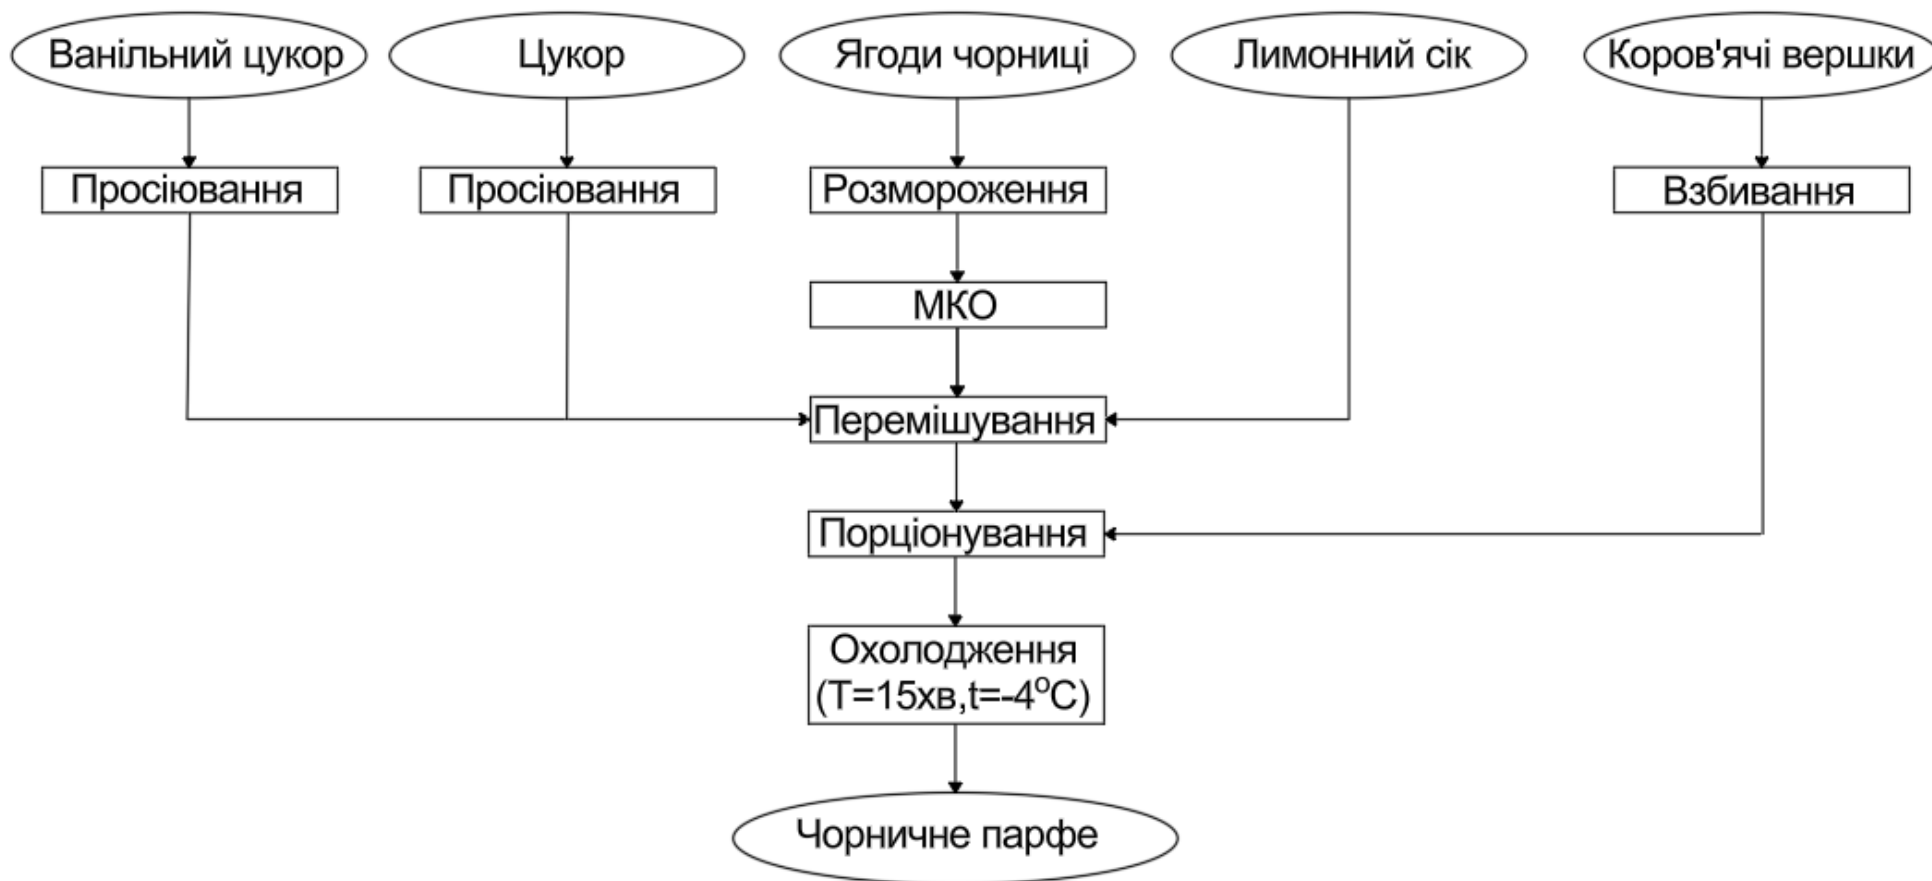 Ванільний цукор
Цукор
Ягоди чорниці
Лимонний сік
Коров'ячі вершки
Просіювання
Просіювання
Розмороження
Взбивання
МКО
Перемішування
Порціонування
Охолодження
(T=15хв,t=-4⁰C)
Чорничне парфе